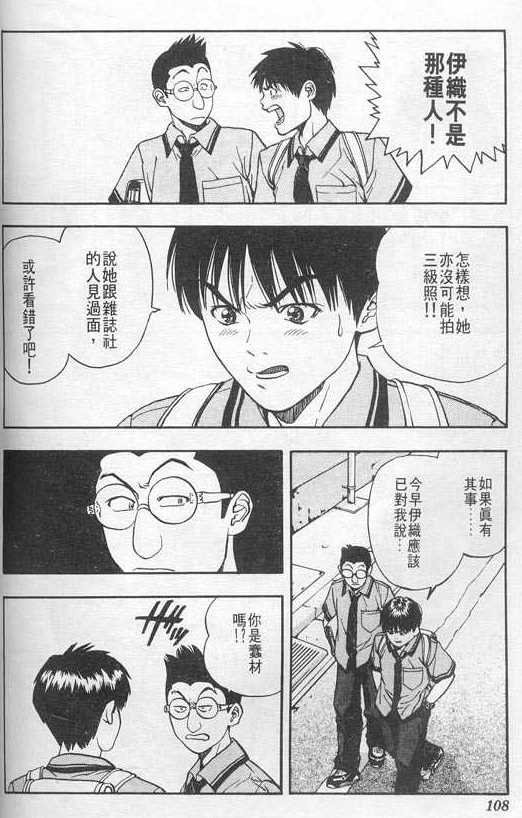 伊織不是
那種人！
怎樣想，她
亦沒可能拍
三級照!!
說她跟雜誌社
的人見過面，
或許看錯了吧！
如果真有
其事……
今早伊織應該
已對我說…
你是蠢材
嗎!?
108